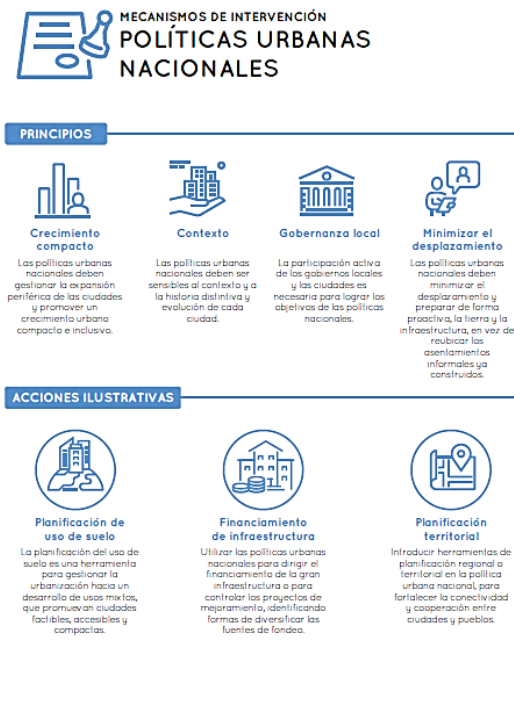 MECANISMOS DE INTERVENCIÓN
POLÍTICAS URBANAS
NACIONALES
PRINCIPIOS
Crecimiento
compacto
Las políticas urbanas
nacionales deben
gestionar la expansión
periférica de las ciudades
y promover un
crecimiento urbano
compacto e inclusivo.
Contexto
Las políticas urbanas
nacionales deben ser
sensibles al contexto y a
la historia distintiva y
evolución de cada
ciudad.
Gobernanza local
La participación activa
de los gobiernos locales
y las ciudades es
necesaria para lograr los
objetivos de las políticas
nacionales.
Minimizar el
desplazamiento
Las políticas urbanas
nacionales deben
minimizar el
desplazamiento y
preparar de forma
proactiva, la tierra y la
infraestructura, en vez de
reubicar los
asentamientos
informales ya
construidos.
ACCIONES ILUSTRATIVAS
Planificación de
uso de suelo
La planificación del uso de
suelo es una herramienta
para gestionar la
urbanización hacia un
desarrollo de usos mixtos,
que promuevan ciudades
factibles, accesibles y
compactas.
Financiamiento
de infraestructura
Utilizar las políticas urbanas
nacionales para dirigir el
financiamiento de la gran
infraestructura o para
controlar los proyectos de
mejoramiento, identificando
formas de diversificar las
fuentes de fondeo.
Planificación
territorial
Introducir herramientas de
planificación regional o
territorial en la política
urbana nacional, para
fortalecer la conectividad
y cooperación entre
ciudades y pueblos.